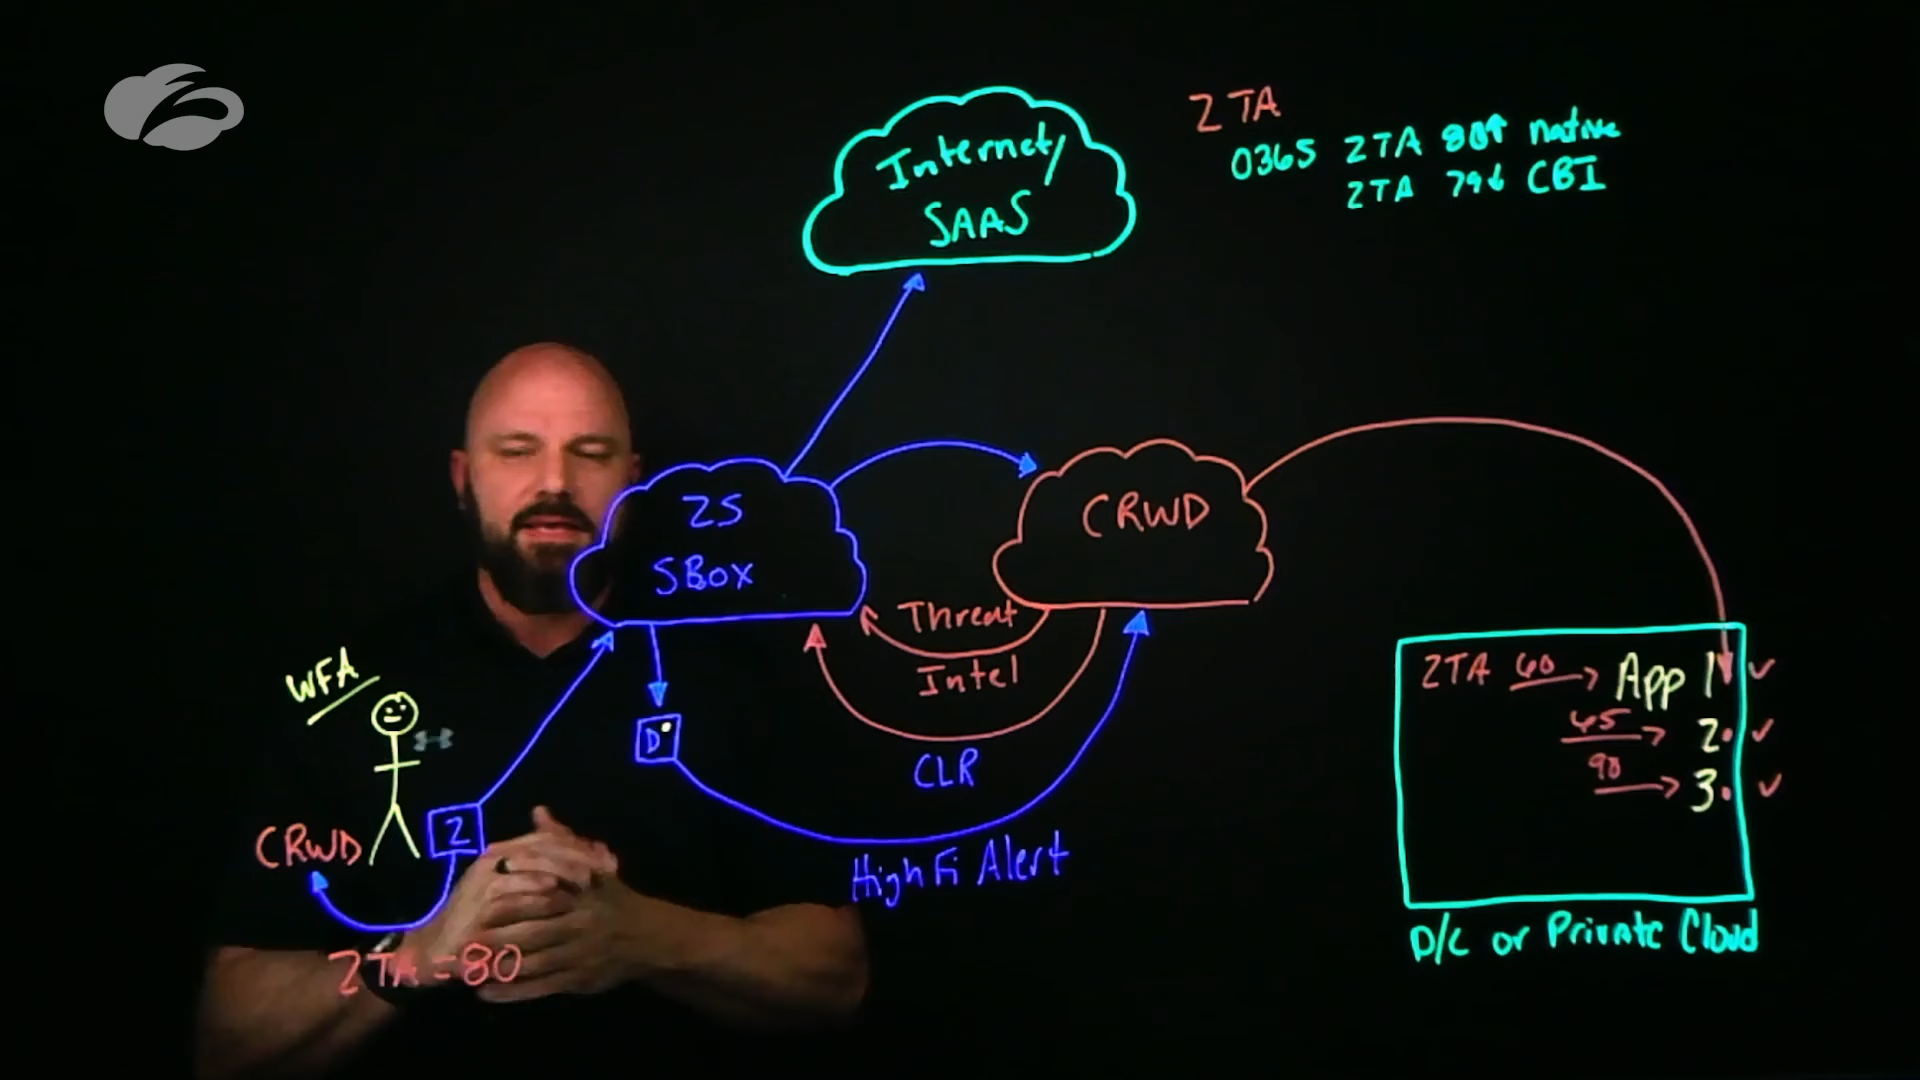 Internet/
SAAS
ZTA
O365 ZTA 80↑ native
ZTA 79↓ CBI
ZS
SBOX
CRWD
Threat
Intel
CLR
High Fi Alert
D
WFA
Z
CRWD
ZTA = 80
ZTA 60 → App 1 ✓
45 → 2. ✓
90 → 3. ✓
D/C or Private Cloud